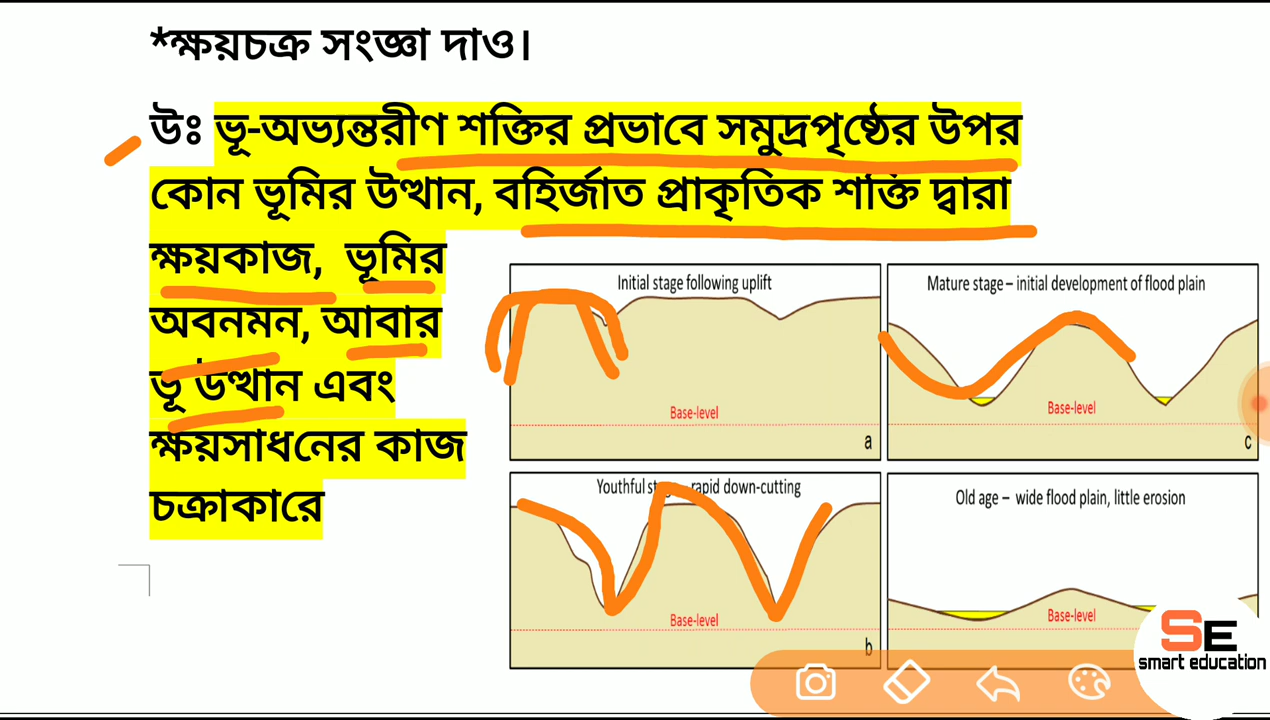 *ক্ষয়চক্র সংজ্ঞা দাও।
উঃ ভূ-অভ্যন্তরীণ শক্তির প্রভাবে সমুদ্রপৃষ্ঠের উপর
কোন ভূমির উত্থান, বহির্জাত প্রাকৃতিক শক্তি দ্বারা
ক্ষয়কাজ, ভূমির
অবনমন, আবার
ভূ উত্থান এবং
ক্ষয়সাধনের কাজ
চক্রাকারে
Initial stage following uplift
Base-level
a
Mature stage – initial development of flood plain
Base-level
c
Youthful – rapid down-cutting
Base-level
b
Old age – wide flood plain, little erosion
Base-level
SE
smart education